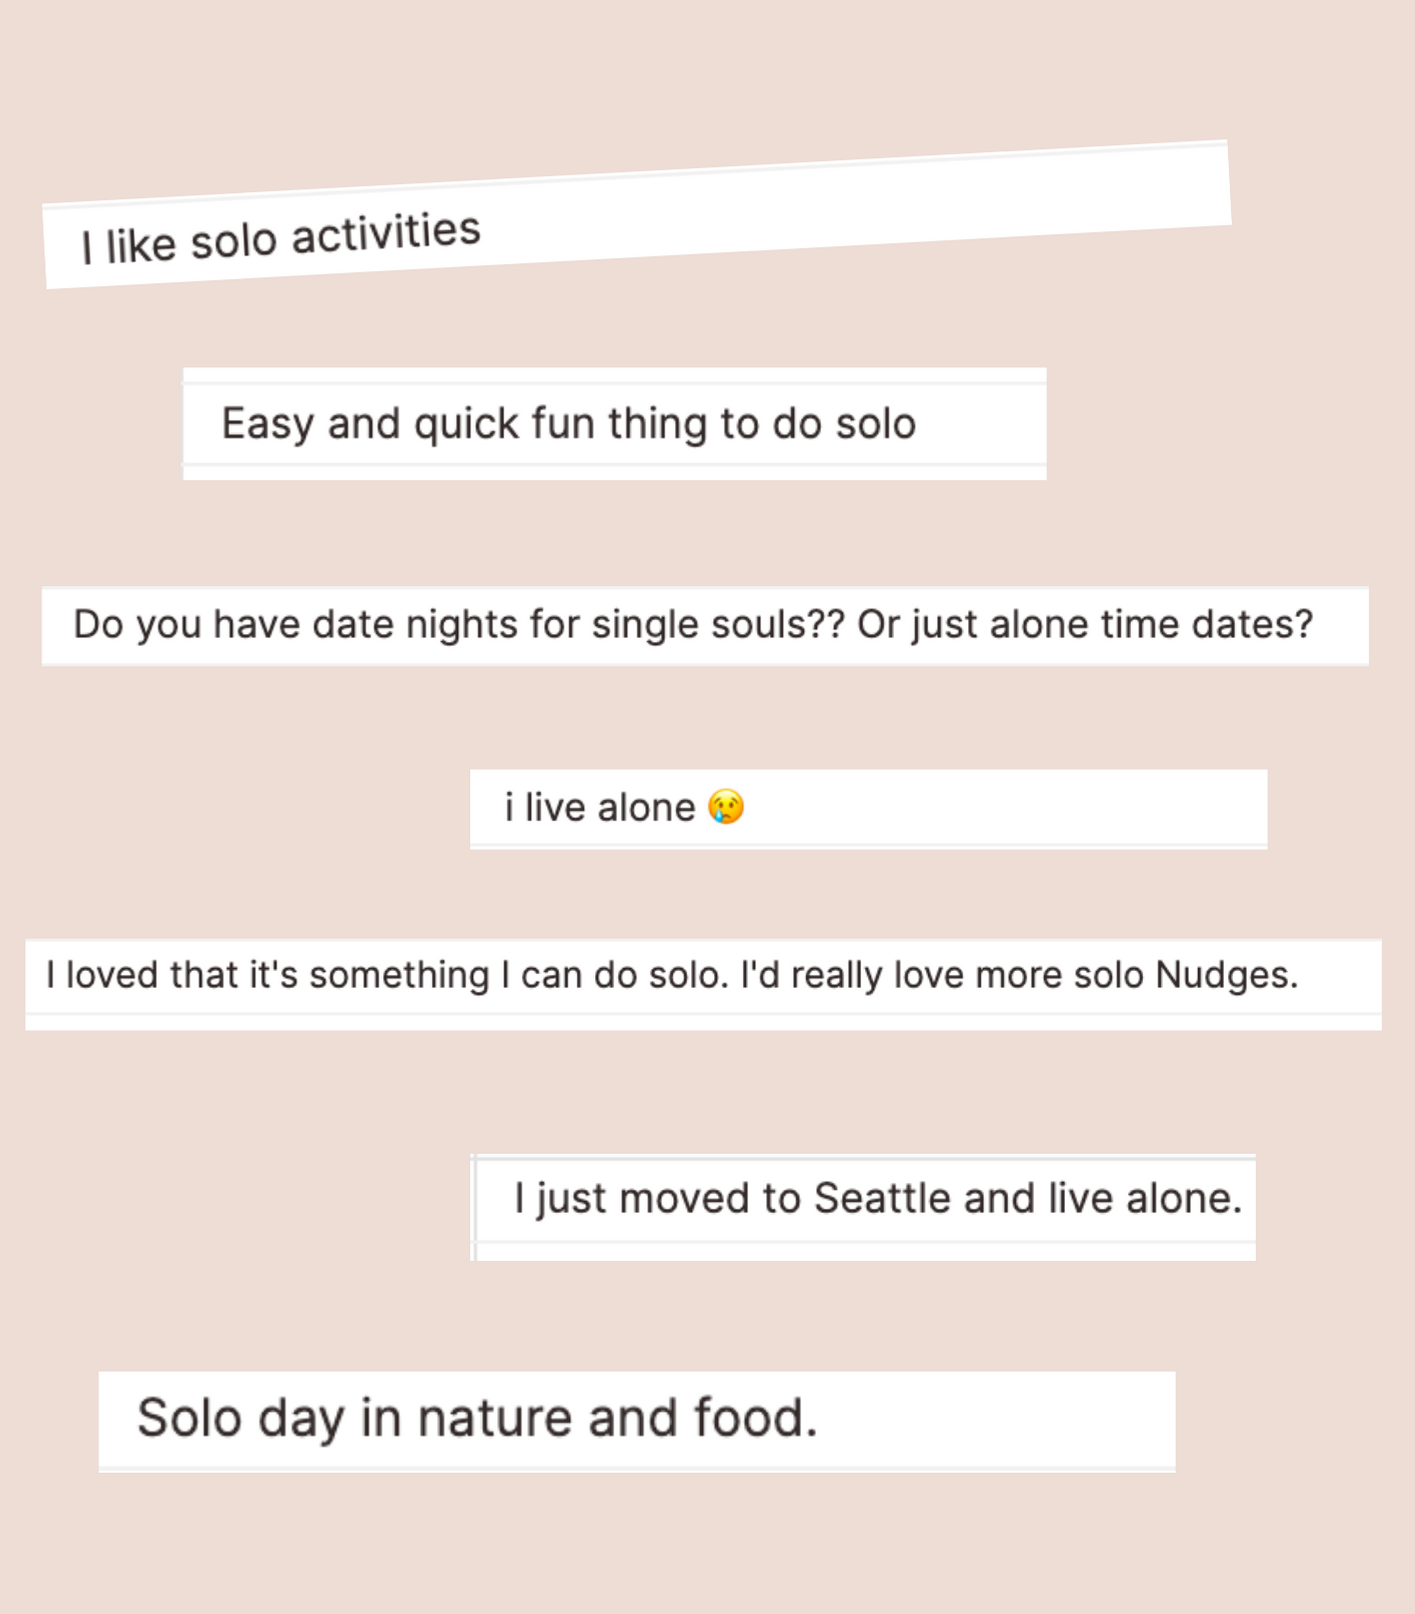 I like solo activities
Easy and quick fun thing to do solo
Do you have date nights for single souls?? Or just alone time dates?
i live alone 😢
I loved that it's something I can do solo. I'd really love more solo Nudges.
I just moved to Seattle and live alone.
Solo day in nature and food.